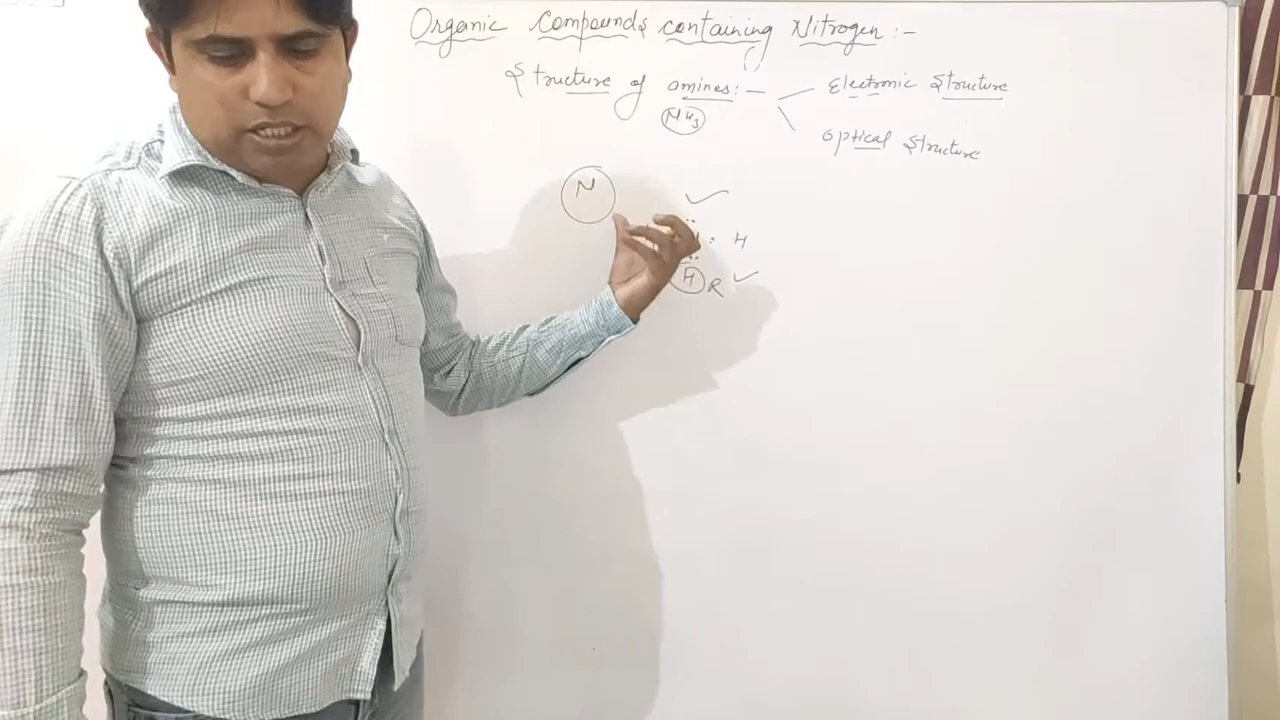 Organic Compounds containing Nitrogen :-
Structure of amines :- Electronic Structure
NH3
Optical Structure
N
: H
H R